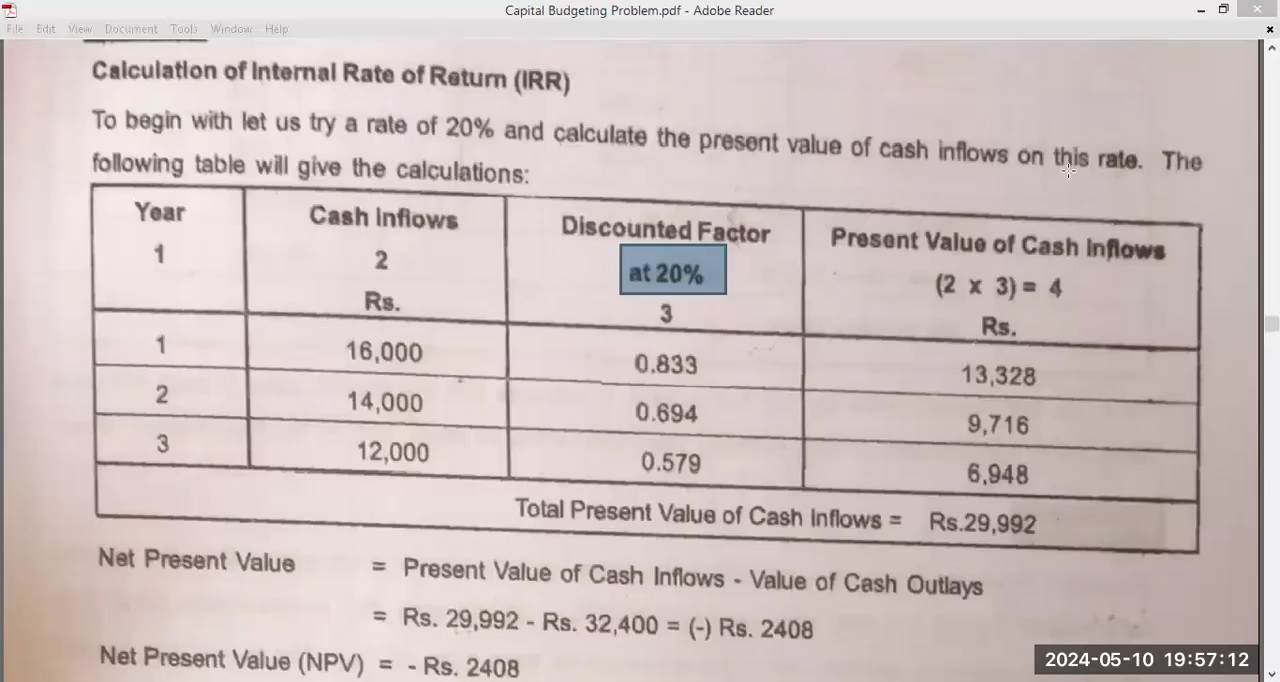 Capital Budgeting Problem.pdf - Adobe Reader
File Edit View Document Tools Window Help
Calculation of Internal Rate of Return (IRR)
To begin with let us try a rate of 20% and calculate the present value of cash inflows on this rate. The
following table will give the calculations:
Year Cash Inflows Discounted Factor Present Value of Cash Inflows
1 2 at 20% (2 x 3) = 4
Rs. 3 Rs.
1 16,000 0.833 13,328
2 14,000 0.694 9,716
3 12,000 0.579 6,948
Total Present Value of Cash Inflows = Rs.29,992
Net Present Value = Present Value of Cash Inflows - Value of Cash Outlays
= Rs. 29,992 - Rs. 32,400 = (-) Rs. 2408
Net Present Value (NPV) = - Rs. 2408
2024-05-10 19:57:12